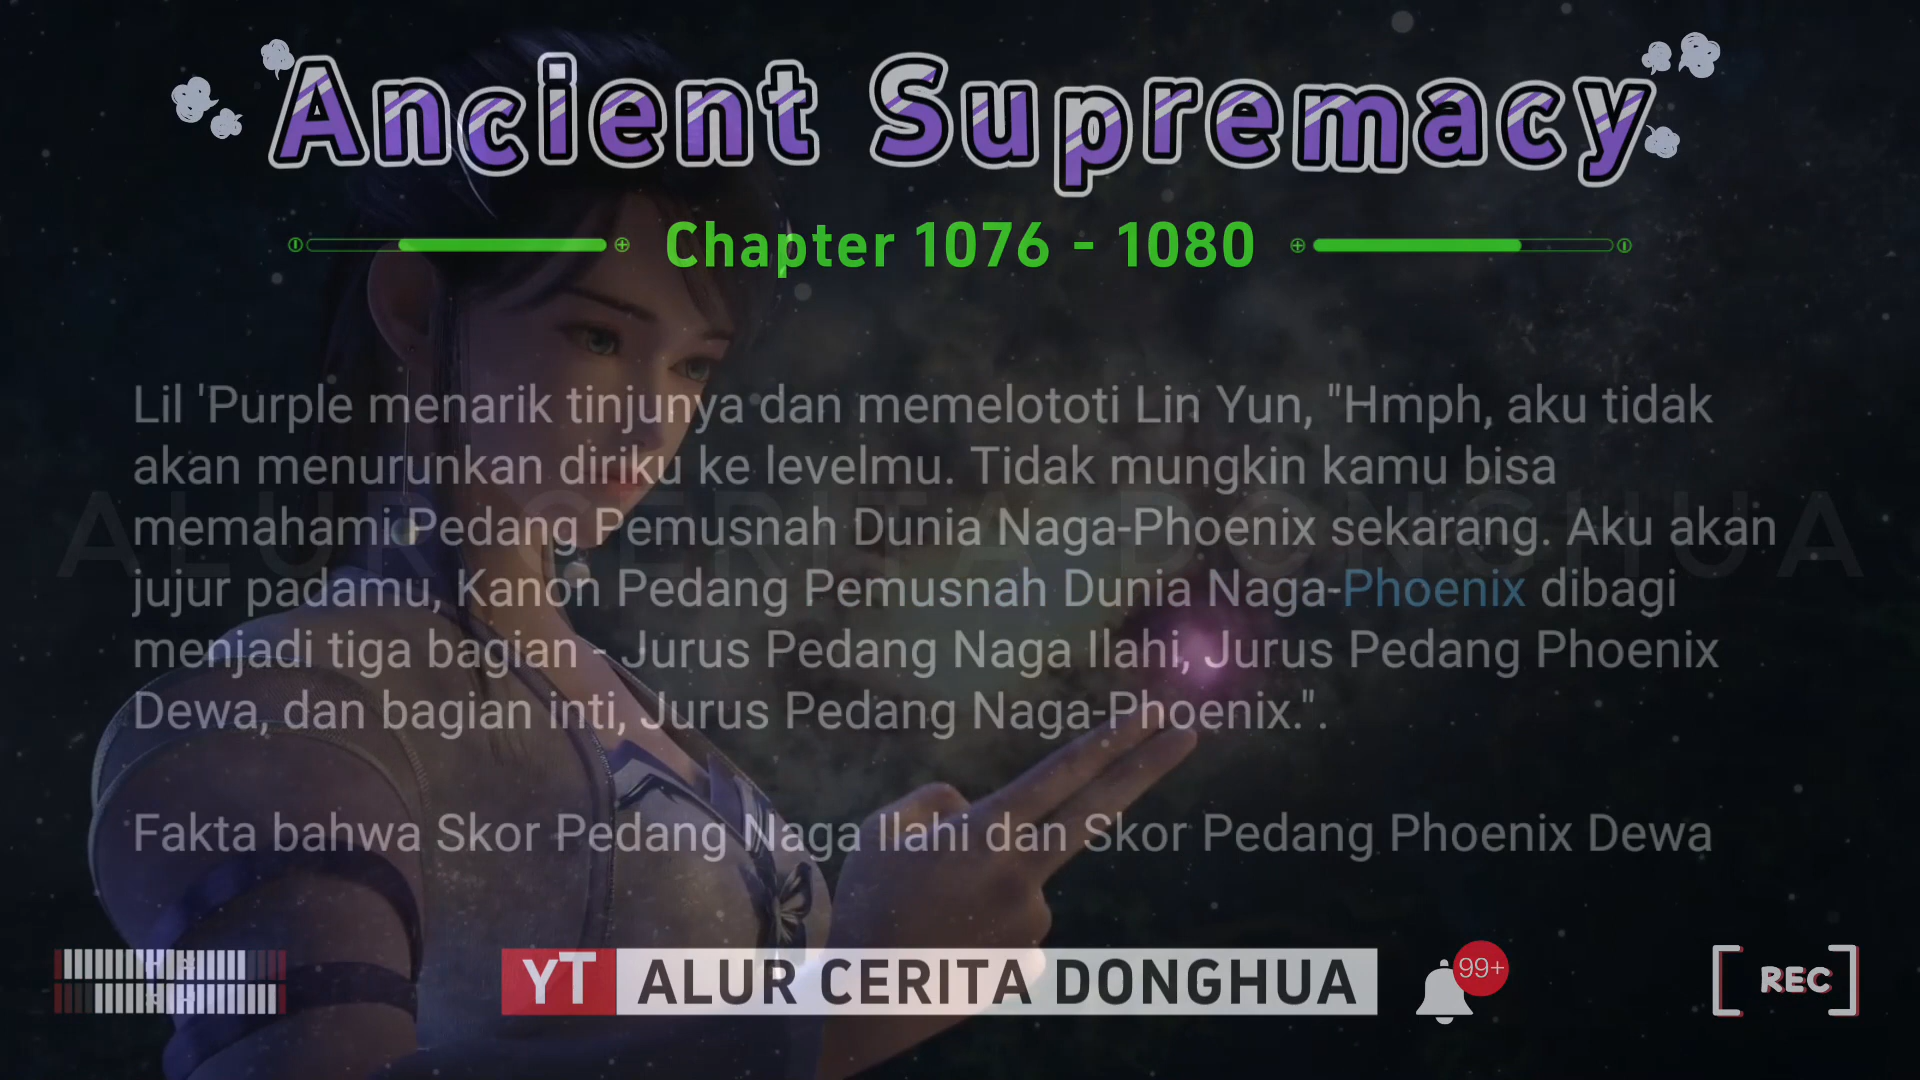 Ancient Supremacy
Chapter 1076 - 1080
Lil 'Purple menarik tinjunya dan memelototi Lin Yun, "Hmph, aku tidak
akan menurunkan diriku ke levelmu. Tidak mungkin kamu bisa
memahami Pedang Pemusnah Dunia Naga-Phoenix sekarang. Aku akan
jujur padamu, Kanon Pedang Pemusnah Dunia Naga-Phoenix dibagi
menjadi tiga bagian - Jurus Pedang Naga Ilahi, Jurus Pedang Phoenix
Dewa, dan bagian inti, Jurus Pedang Naga-Phoenix.".
Fakta bahwa Skor Pedang Naga Ilahi dan Skor Pedang Phoenix Dewa
ALUR CERITA DONGHUA
YT ALUR CERITA DONGHUA
99+
REC